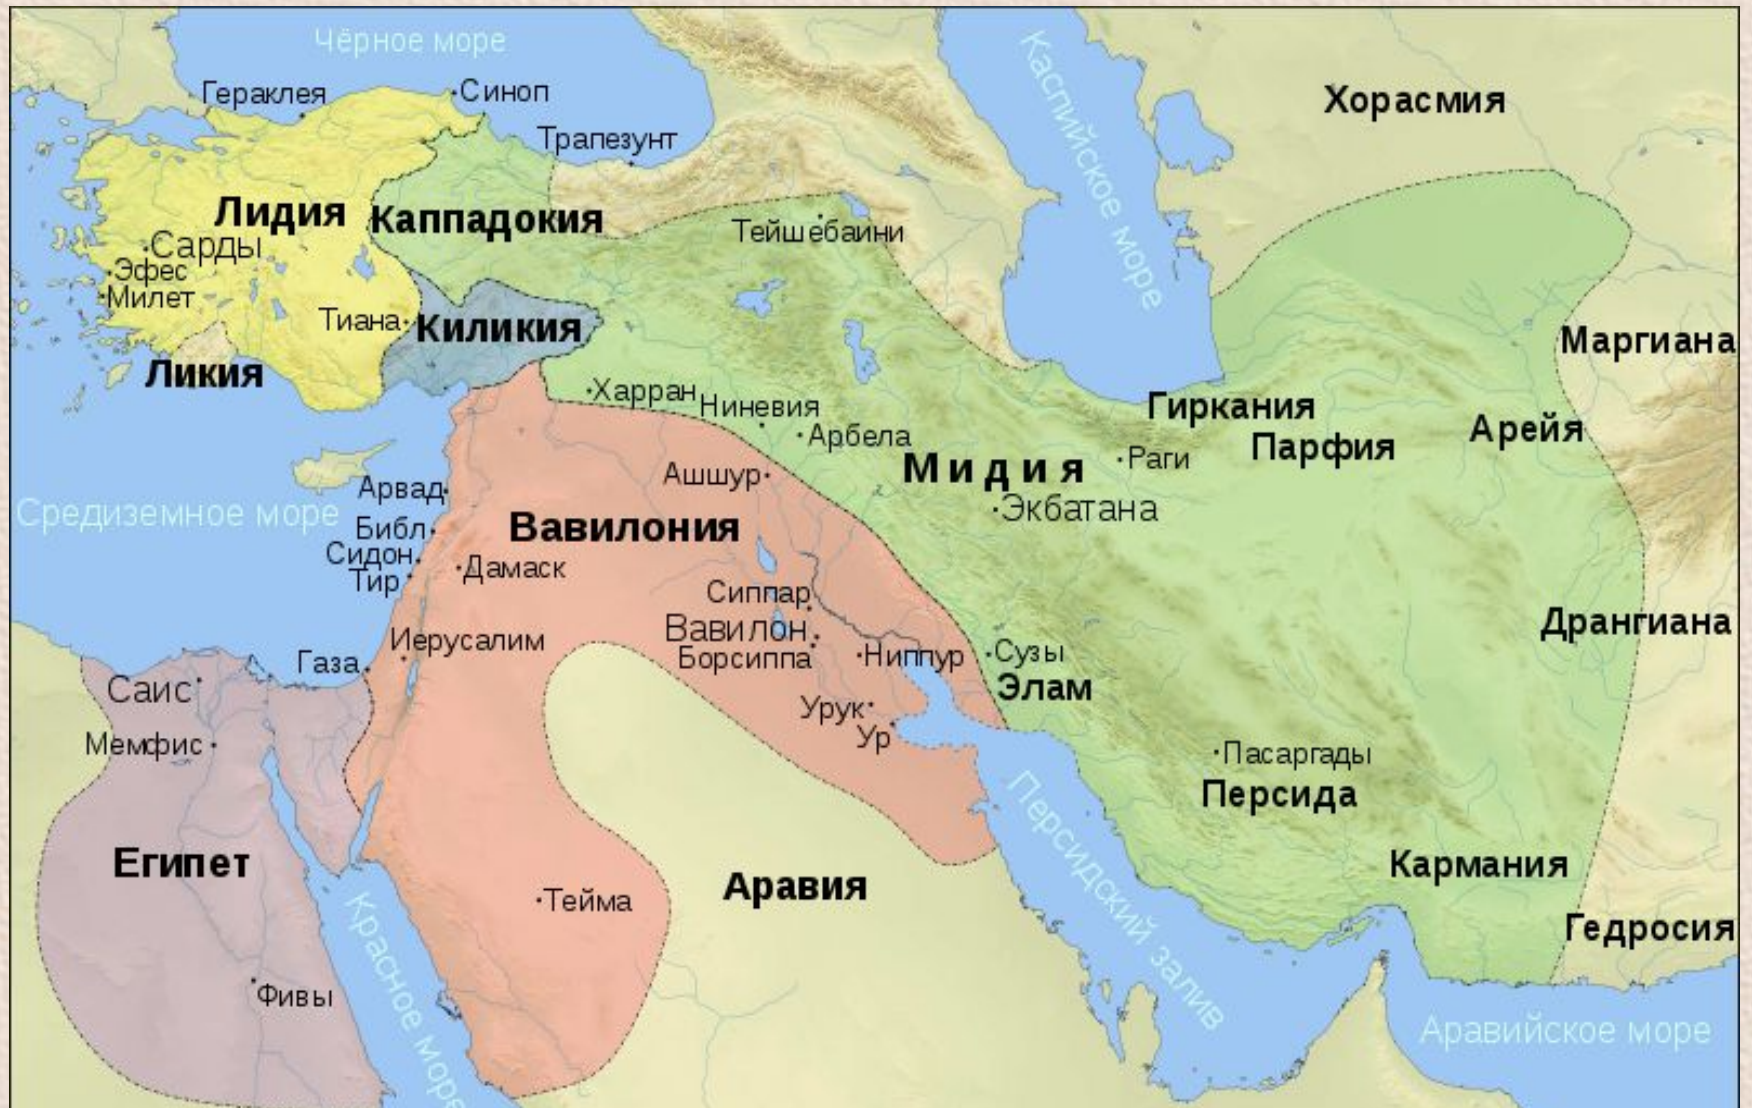 Чёрное море
Каспийское море
Гераклея
Синоп
Трапезунт
Хорасмия
Лидия
Каппадокия
Тейшебаини
Сарды
Эфес
Милет
Тиана
Киликия
Ликия
Маргиана
Харран
Ниневия
Арбела
Гиркания
Парфия
Арейя
Мидия
Раги
Ашшур
Экбатана
Арвад
Средиземное море
Библ
Вавилония
Сидон
Тир
Дамаск
Сиппар
Вавилон
Борсиппа
Ниппур
Сузы
Элам
Дрангиана
Иерусалим
Газа
Саис
Мемфис
Урук
Ур
Пасаргады
Персида
Персидский залив
Египет
Аравия
Кармания
Тейма
Гедросия
Красное море
Фивы
Аравийское море